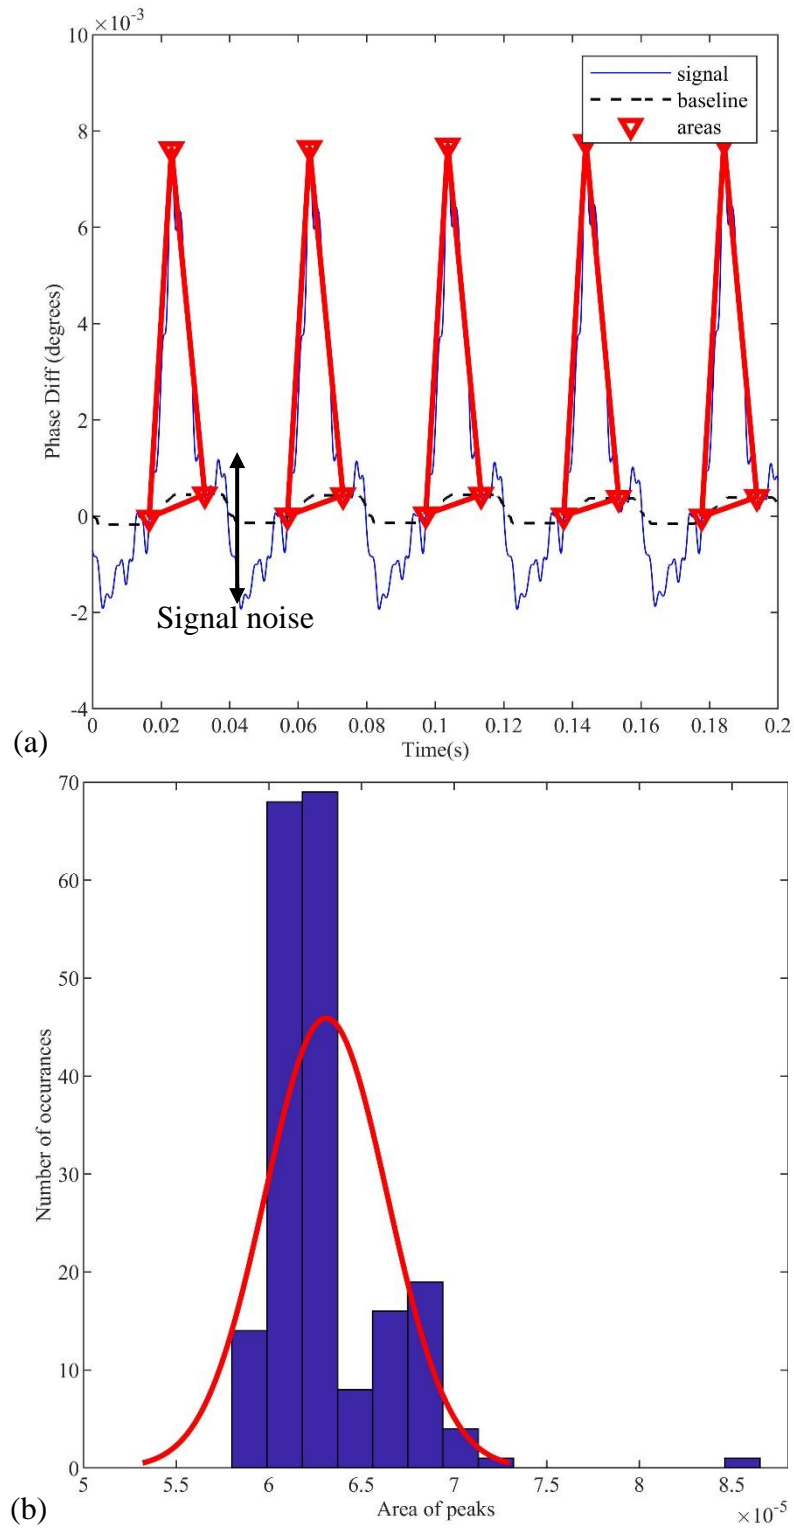 ×10⁻³
10
8
6
4
2
0
-2
-4
Phase Diff (degrees)
signal
baseline
areas
Signal noise
0 0.02 0.04 0.06 0.08 0.1 0.12 0.14 0.16 0.18 0.2
Time(s)
(a)
70
60
50
40
30
20
10
0
Number of occurances
5 5.5 6 6.5 7 7.5 8 8.5
Area of peaks
×10⁻⁵
(b)